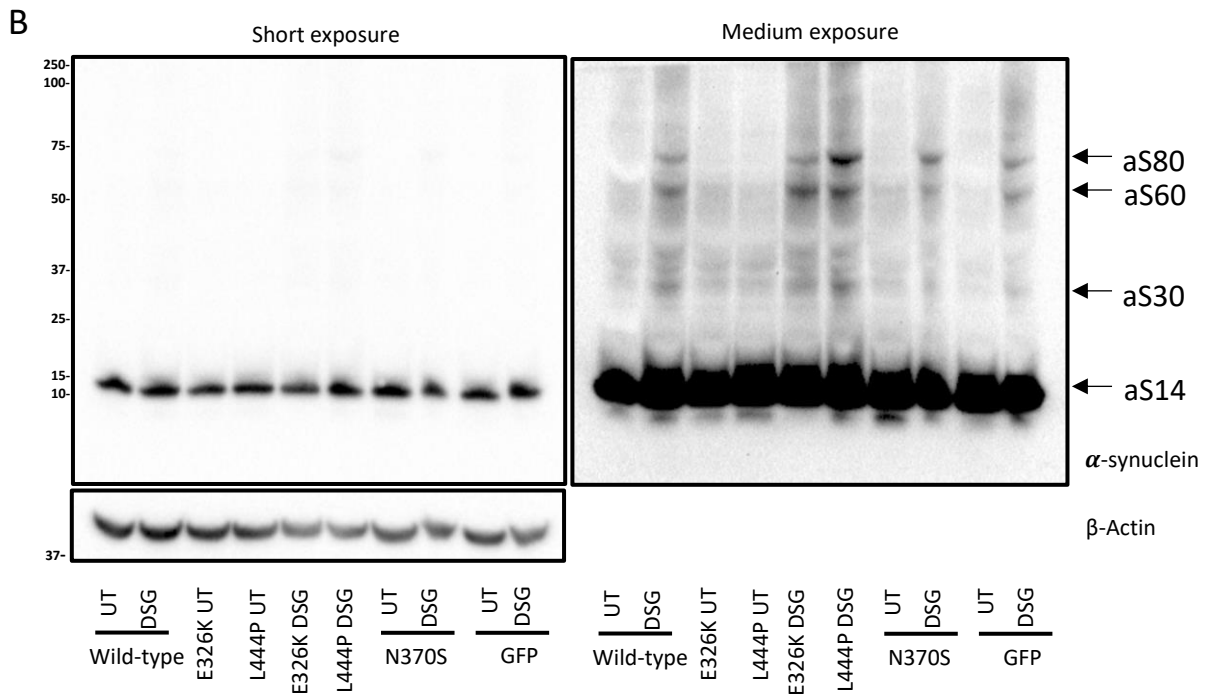 B
Short exposure
Medium exposure
250-
100-
75-
50-
37-
25-
15-
10-
aS80
aS60
aS30
aS14
α-synuclein
β-Actin
37-
UT
DSG
E326K UT
L444P UT
E326K DSG
L444P DSG
UT
DSG
UT
DSG
Wild-type
N370S
GFP
UT
DSG
E326K UT
L444P UT
E326K DSG
L444P DSG
UT
DSG
UT
DSG
Wild-type
N370S
GFP